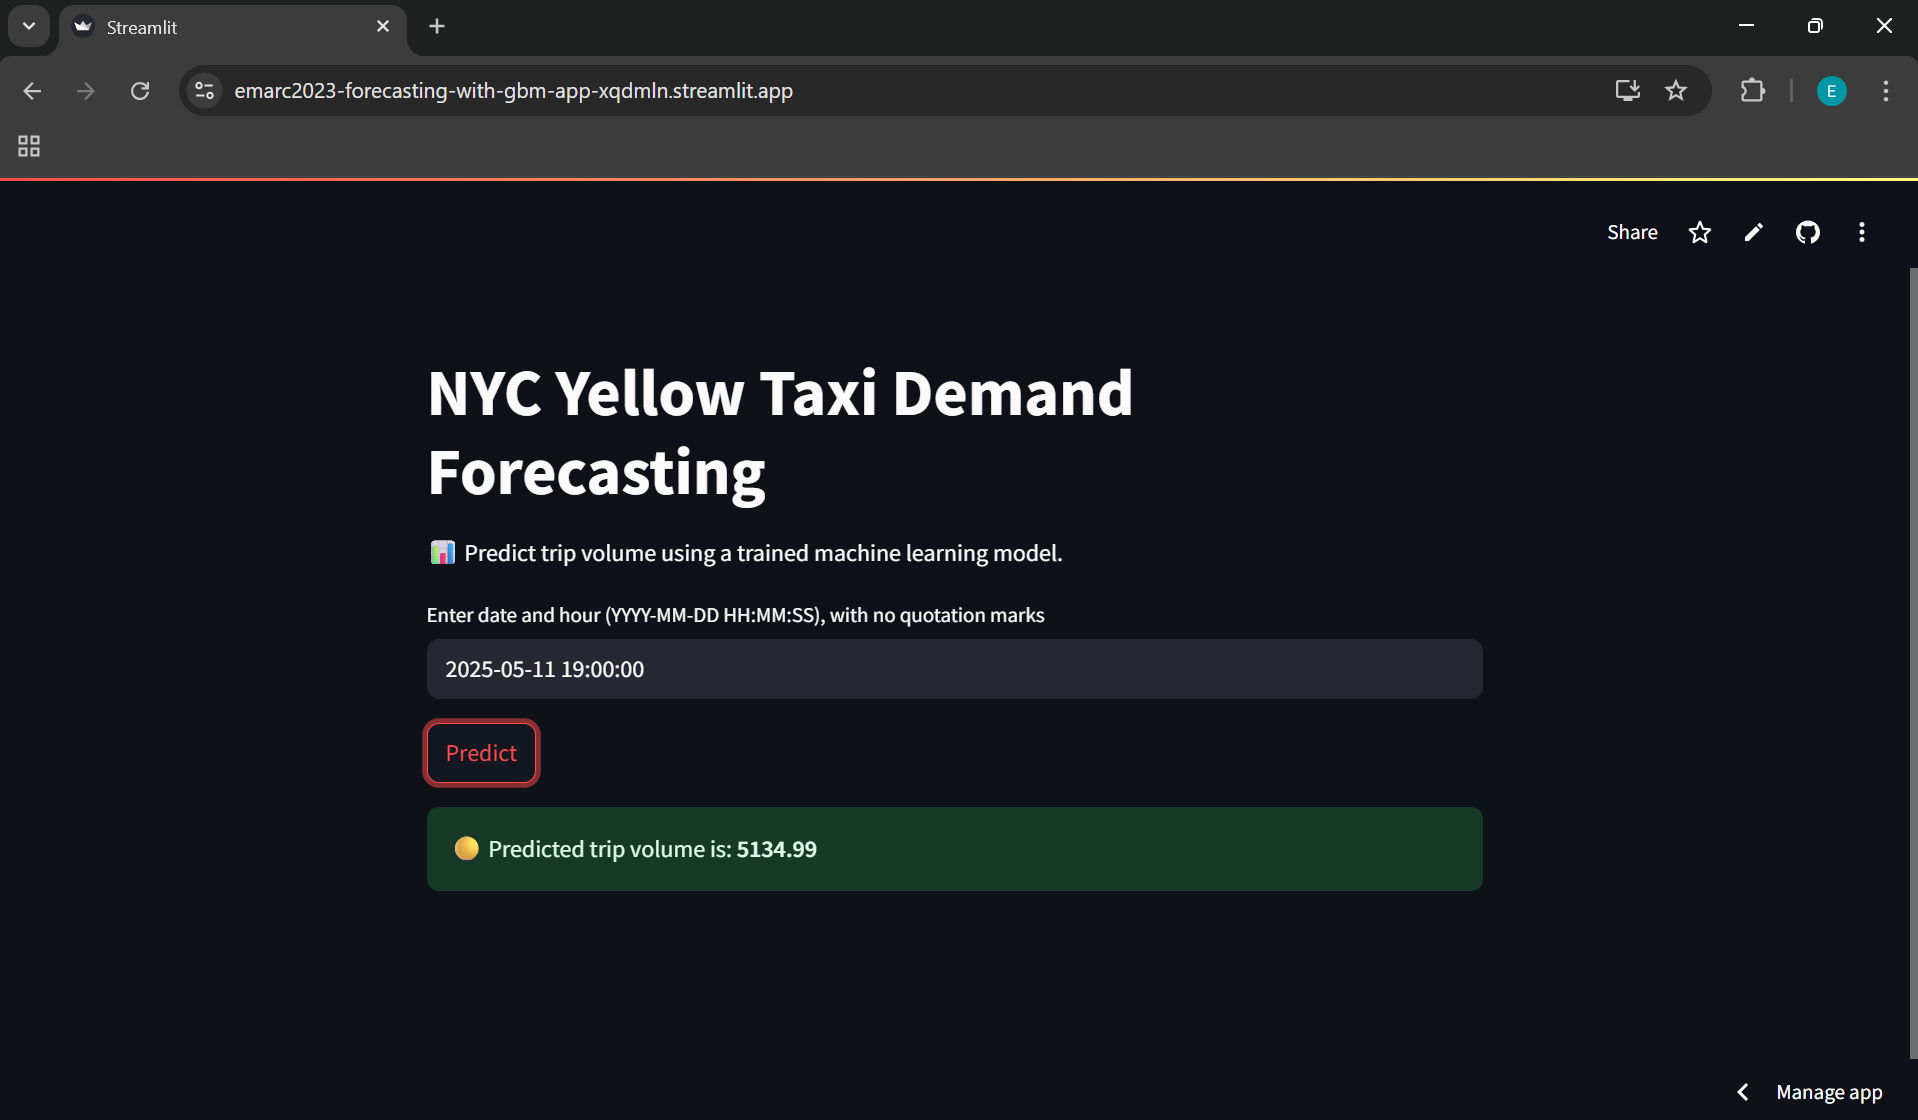 Streamlit
emarc2023-forecasting-with-gbm-app-xqdmln.streamlit.app
E
Share
NYC Yellow Taxi Demand
Forecasting
📊 Predict trip volume using a trained machine learning model.
Enter date and hour (YYYY-MM-DD HH:MM:SS), with no quotation marks
2025-05-11 19:00:00
Predict
🟡 Predicted trip volume is: 5134.99
Manage app